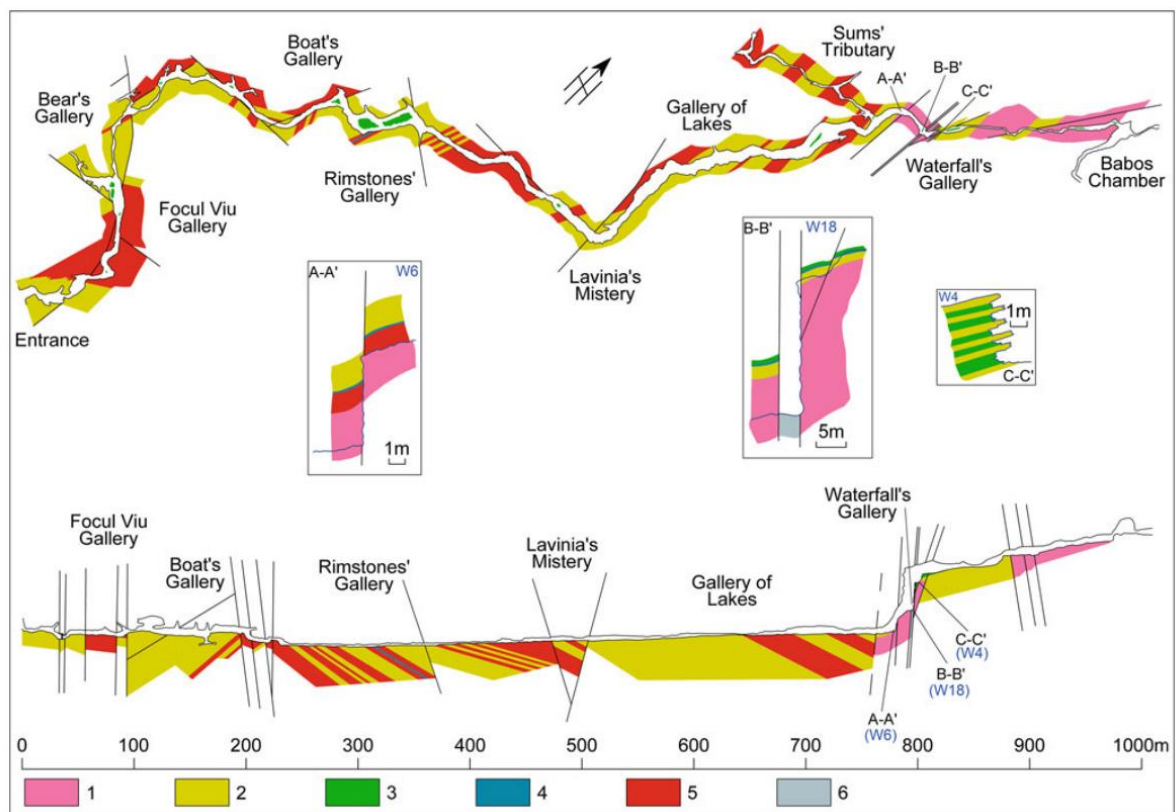 Boat's
Gallery
Sums'
Tributary
A-A'
B-B'
C-C'
Bear's
Gallery
Gallery of
Lakes
Rimstones'
Gallery
Waterfall's
Gallery
Babos
Chamber
Focul Viu
Gallery
Lavinia's
Mistery
Entrance
A-A'
W6
1m
B-B'
W18
5m
W4
1m
C-C'
Focul Viu
Gallery
Boat's
Gallery
Rimstones'
Gallery
Lavinia's
Mistery
Gallery of
Lakes
Waterfall's
Gallery
C-C'
(W4)
B-B'
(W18)
A-A'
(W6)
0 100 200 300 400 500 600 700 800 900 1000m
1 2 3 4 5 6